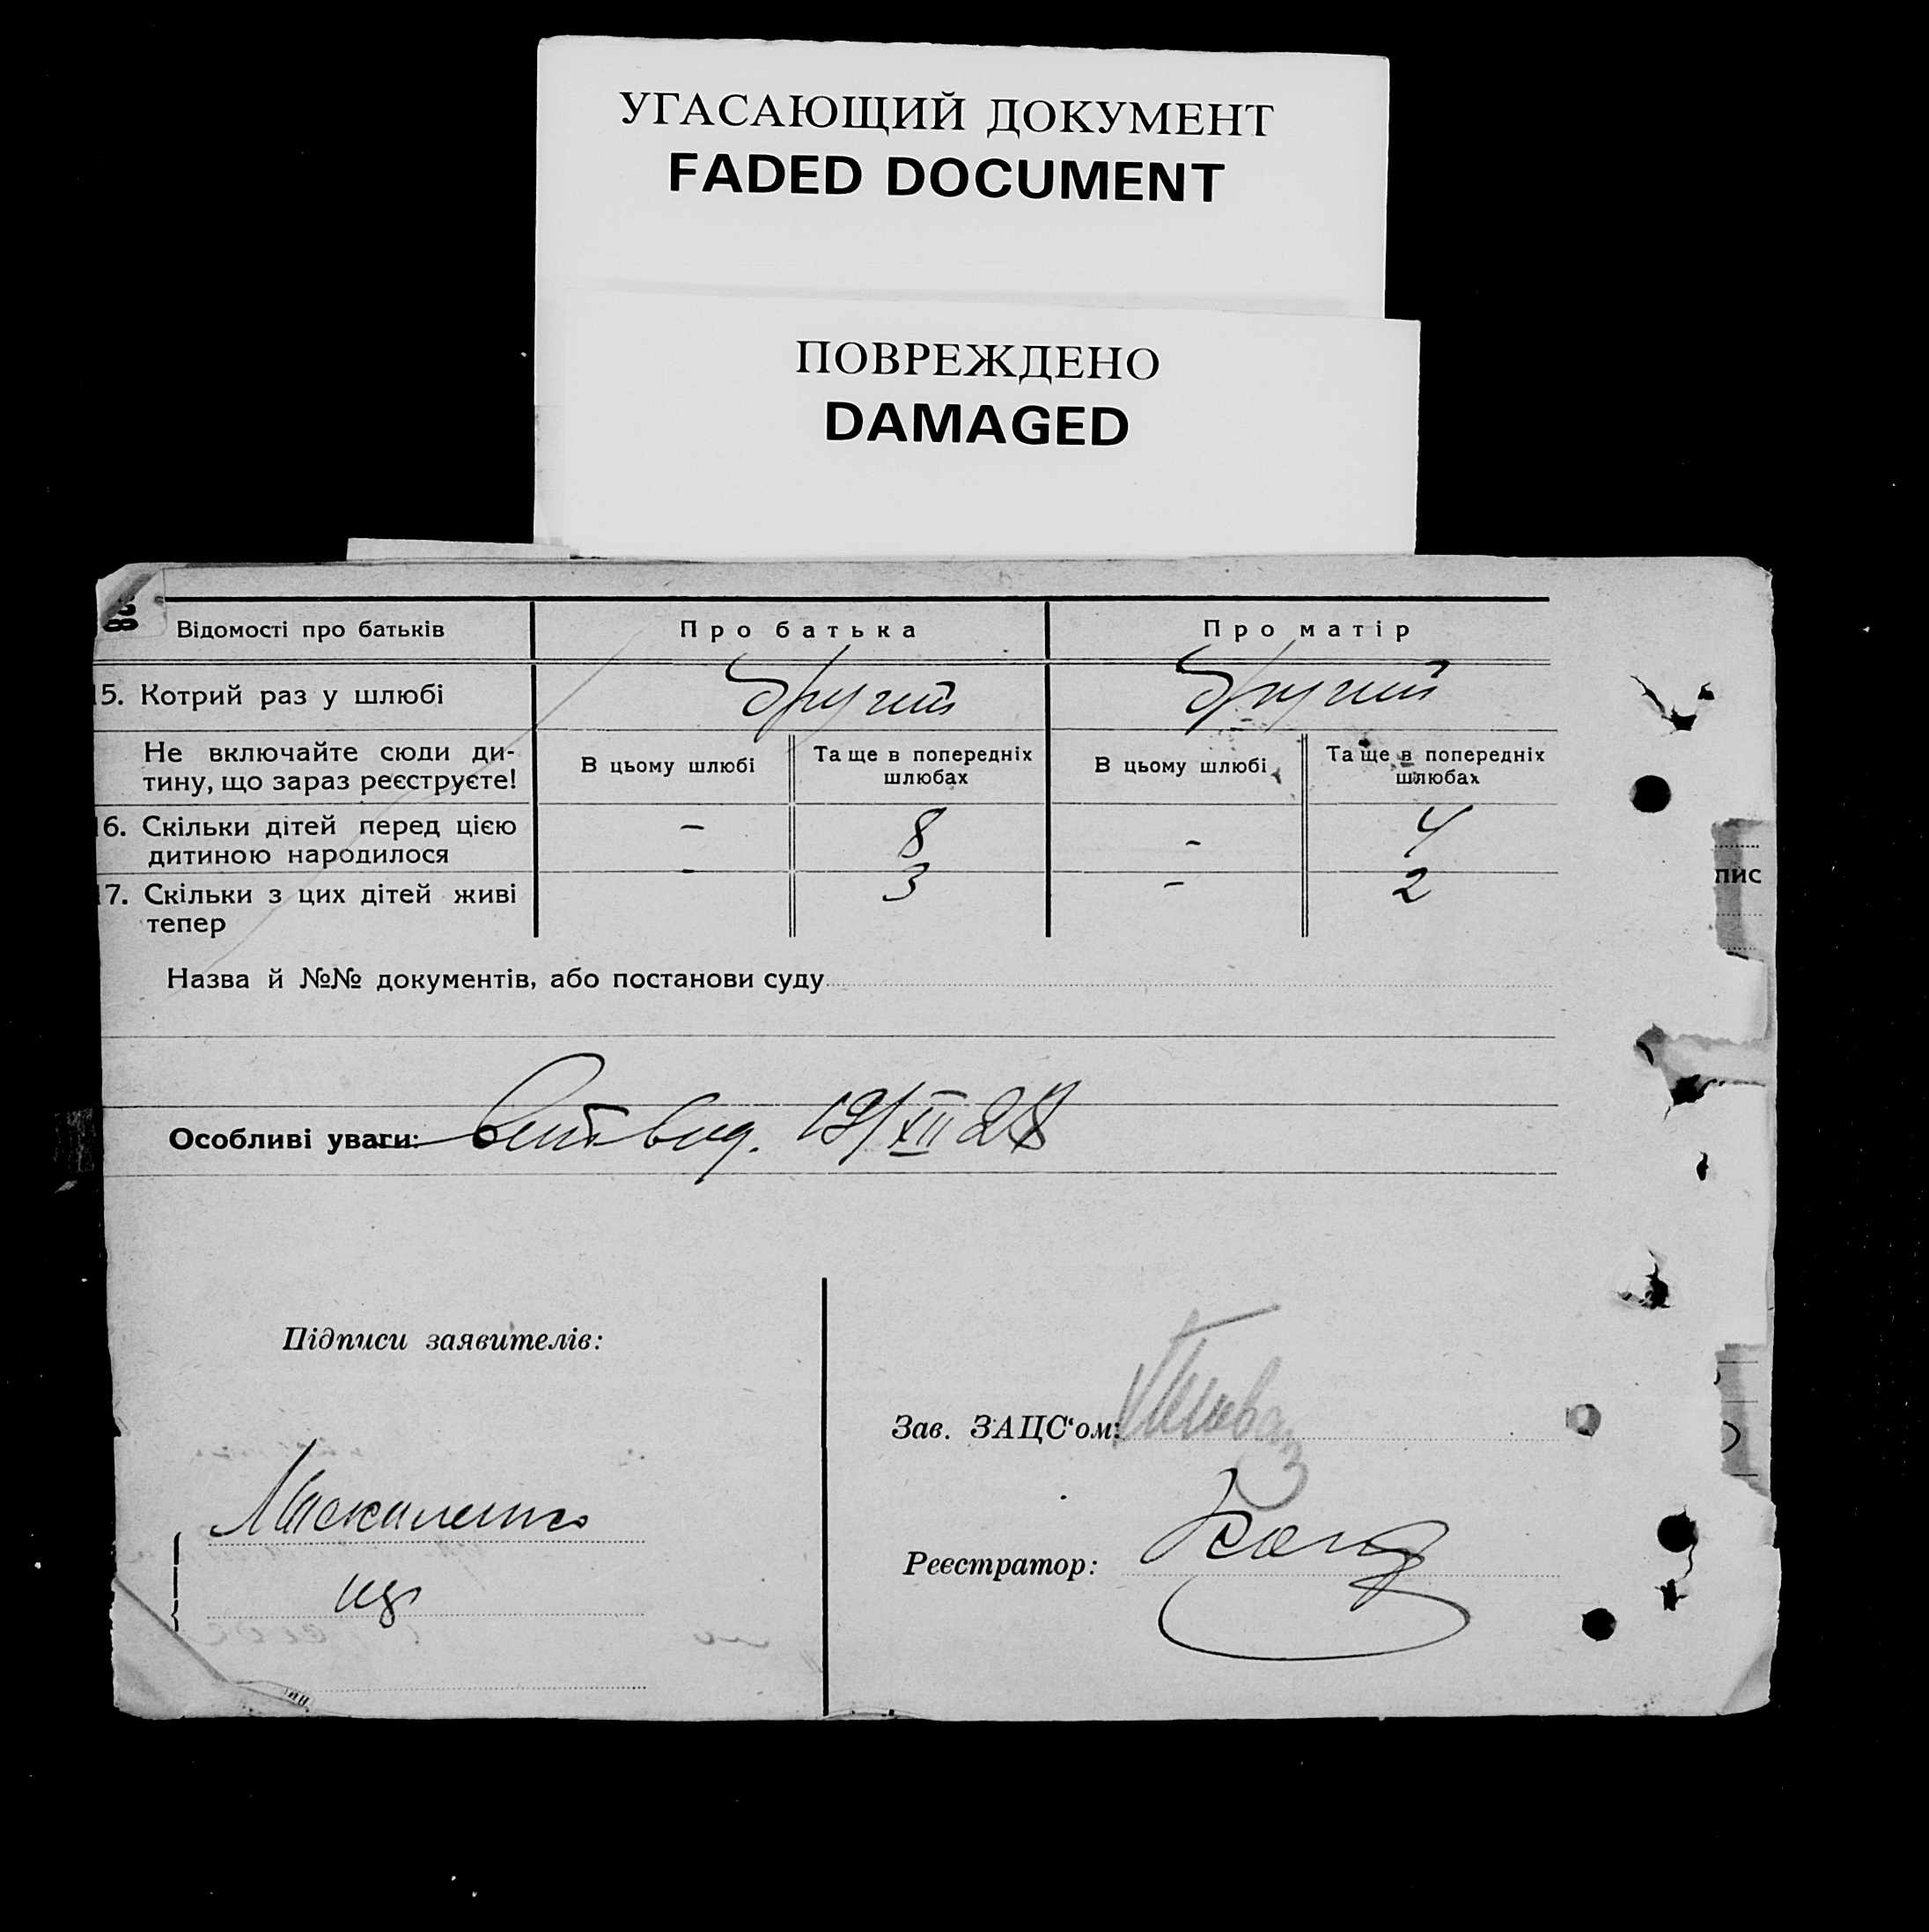 УГАСАЮЩИЙ ДОКУМЕНТ
FADED DOCUMENT
ПОВРЕЖДЕНО
DAMAGED
Відомості про батьків Про батька Про матір
15. Котрий раз у шлюбі другий другий
Не включайте сюди ди-
тину, що зараз реєструєте!
В цьому шлюбі Та ще в попередніх шлюбах В цьому шлюбі Та ще в попередніх шлюбах
16. Скільки дітей перед цією
дитиною народилося
- 8 - 4
17. Скільки з цих дітей живі
тепер
- 3 - 2
Назва й №№ документів, або постанови суду
Особливі уваги: 19/XII 28
Підписи заявителів:
Зав. ЗАЦС‘ом:
Реєстратор:
пис